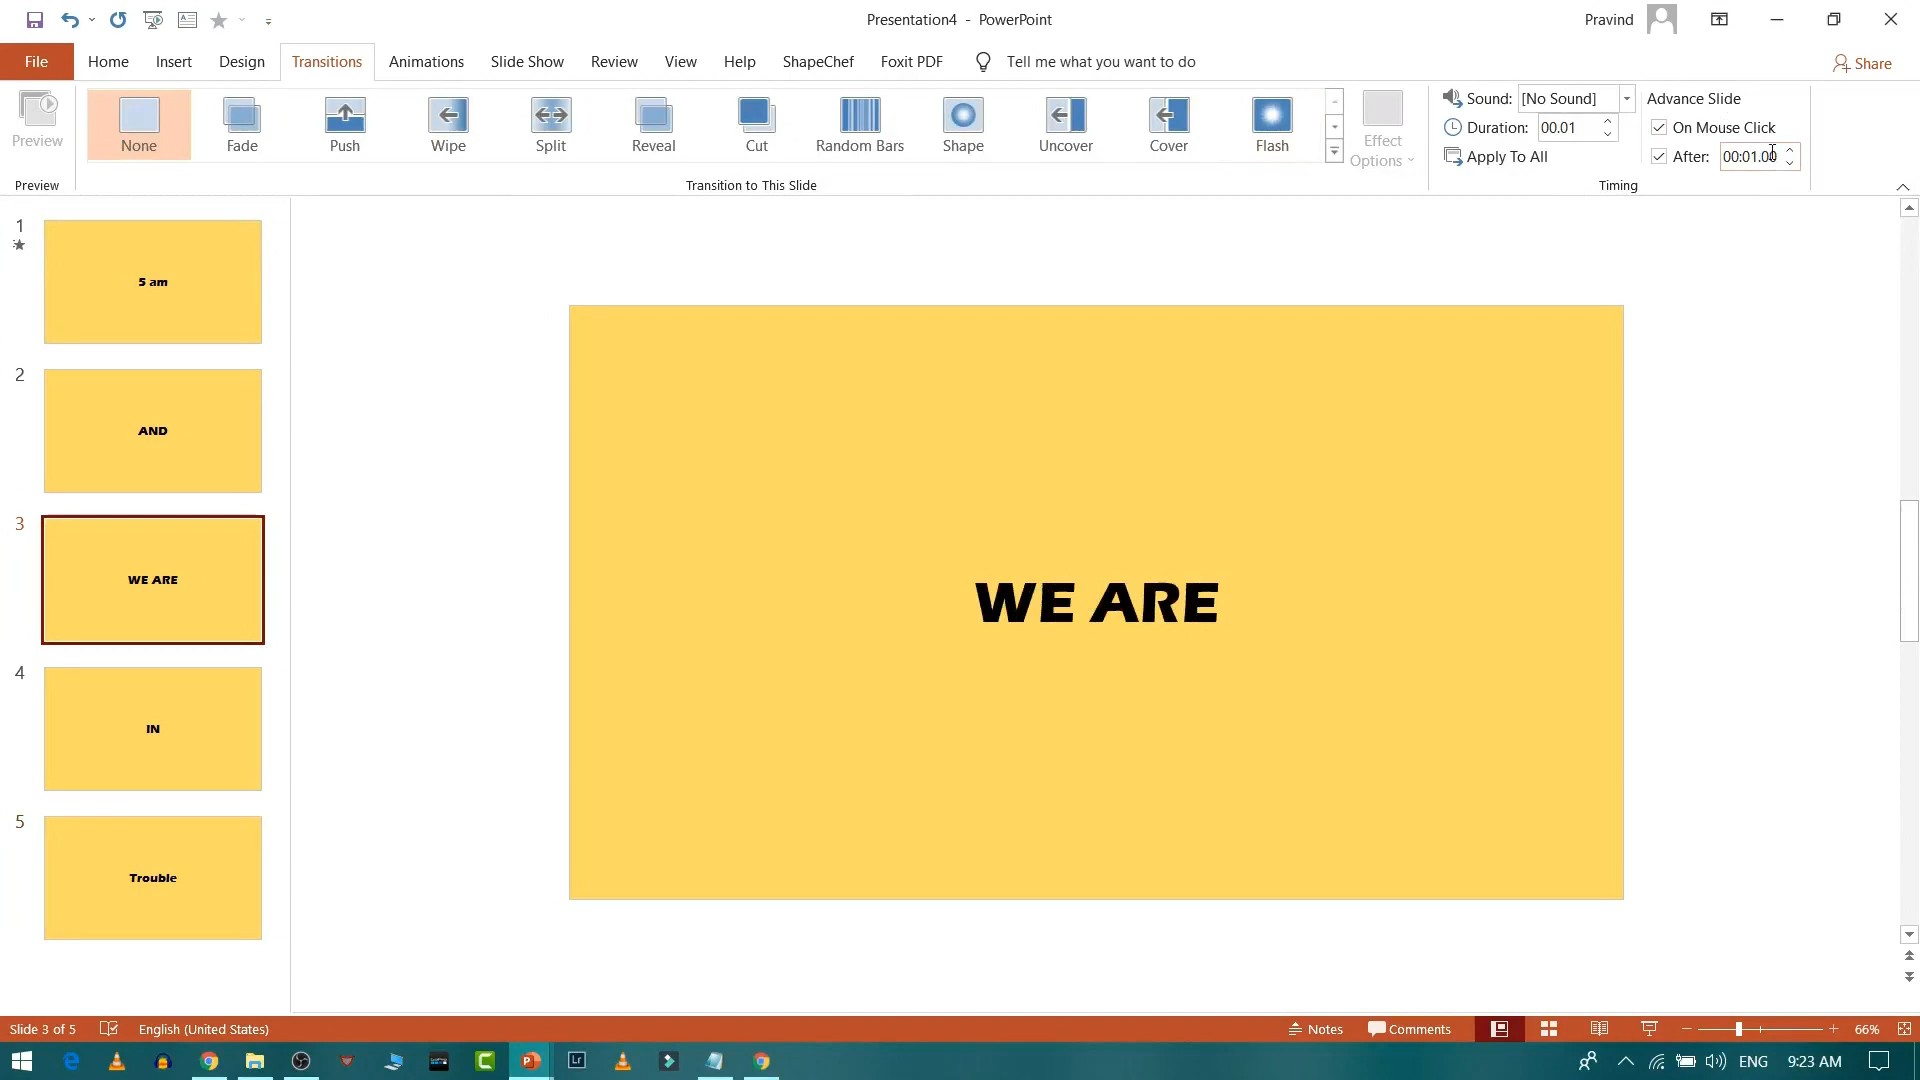 Presentation4 - PowerPoint
Pravind
File Home Insert Design Transitions Animations Slide Show Review View Help ShapeChef Foxit PDF Tell me what you want to do
Share
Preview
None Fade Push Wipe Split Reveal Cut Random Bars Shape Uncover Cover Flash
Effect
Options
Sound: [No Sound]
Duration: 00.01
Apply To All
Advance Slide
On Mouse Click
After: 00:01.00
Preview
Transition to This Slide
Timing
1
5 am
2
AND
3
WE ARE
4
IN
5
Trouble
WE ARE
Slide 3 of 5 English (United States)
Notes Comments 66%
Lr
ENG 9:23 AM